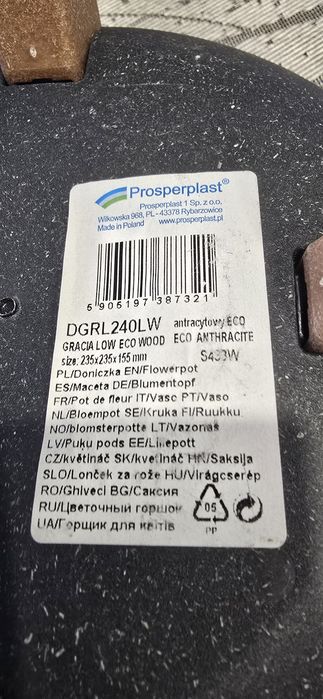 Prosperplast®
Prosperplast 1 Sp. z o.o.
Wilkowska 968, PL - 43378 Rybarzowice
Made in Poland www.prosperplast.pl
5 905197 387321
DGRL240LW antracytowy ECO
GRACIA LOW ECO WOOD ECO ANTHRACITE
size: 235x235x155 mm S433W
PL/Doniczka EN/Flowerpot
ES/Maceta DE/Blumentopf
FR/Pot de fleur IT/Vasc PT/Vaso
NL/Bloempot SE/Kruka FI/Ruukku
NO/blomsterpotte LT/Vazonas
LV/Puķu pods EE/Lillepott
CZ/květináč SK/kvetináč HR/Saksija
SLO/Lonček za rože HU/Virágcserép
RO/Ghiveci BG/Саксия
RU/Цветочный горшок
UA/Горщик для квітів
05
PP